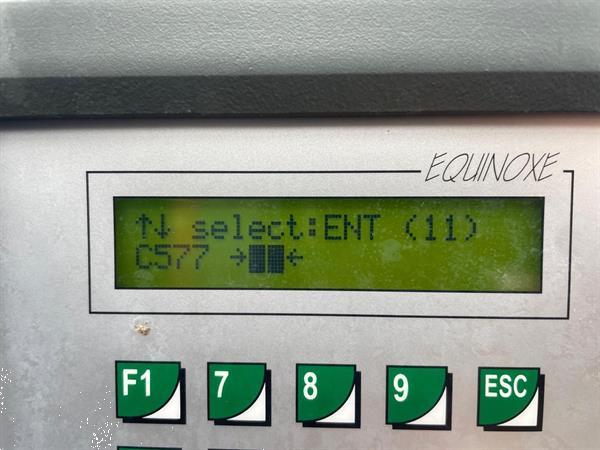 EQUINOXE
↑↓ select:ENT (11)
C577 →██←
F1 7 8 9 ESC